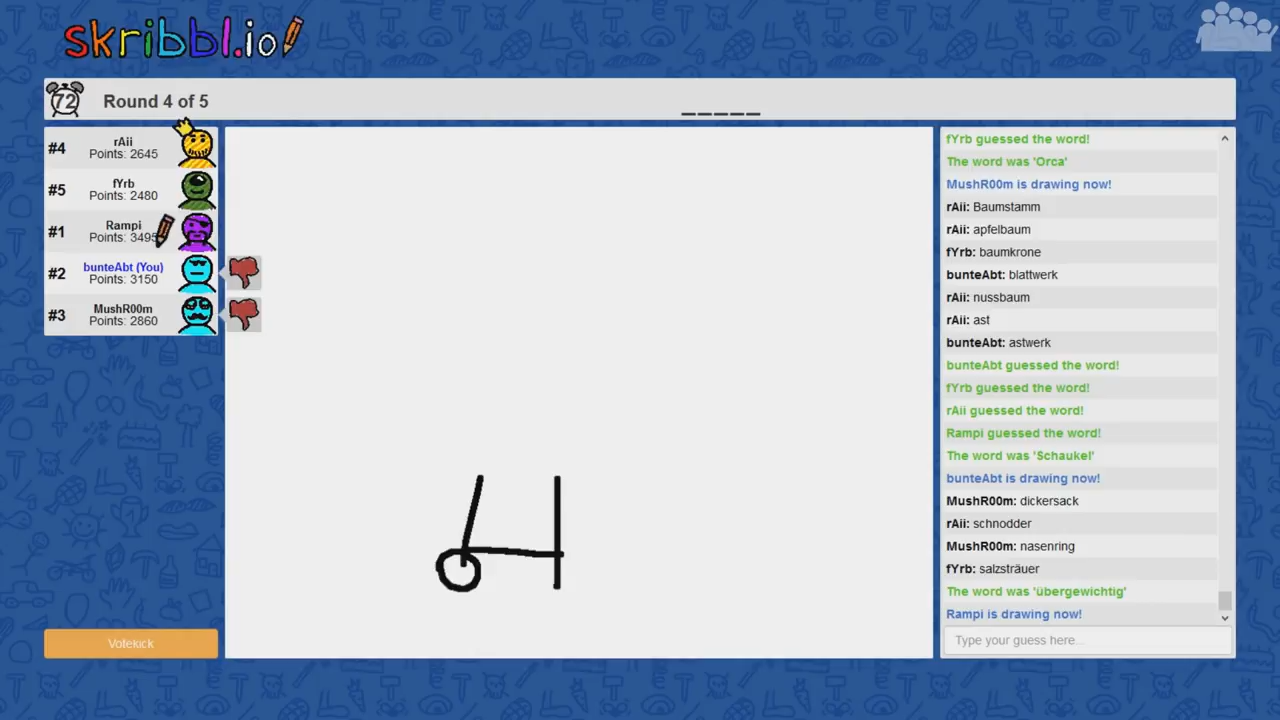 skribbl.io
72
Round 4 of 5
_ _ _ _ _
#4
rAii
Points: 2645
#5
fYrb
Points: 2480
#1
Rampi
Points: 3495
#2
bunteAbt (You)
Points: 3150
#3
MushR00m
Points: 2860
Votekick
fYrb guessed the word!
The word was 'Orca'
MushR00m is drawing now!
rAii: Baumstamm
rAii: apfelbaum
fYrb: baumkrone
bunteAbt: blattwerk
rAii: nussbaum
rAii: ast
bunteAbt: astwerk
bunteAbt guessed the word!
fYrb guessed the word!
rAii guessed the word!
Rampi guessed the word!
The word was 'Schaukel'
bunteAbt is drawing now!
MushR00m: dickersack
rAii: schnodder
MushR00m: nasenring
fYrb: salzsträuer
The word was 'übergewichtig'
Rampi is drawing now!
Type your guess here...